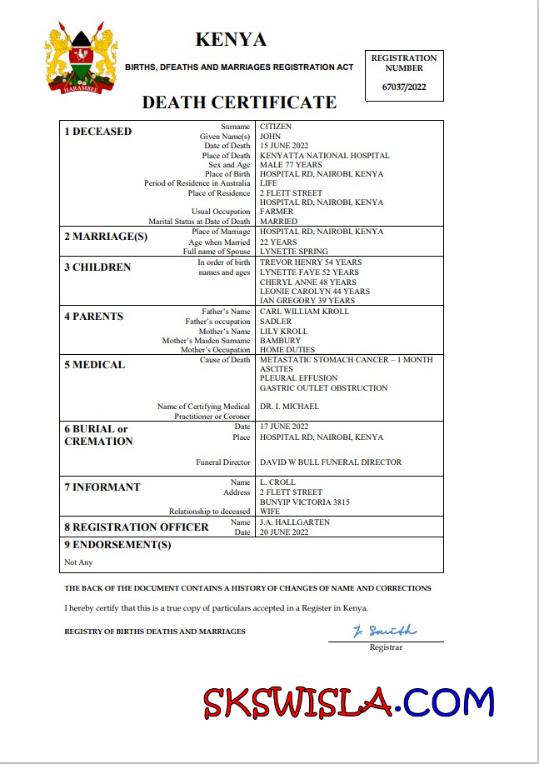 KENYA
BIRTHS, DFEATHS AND MARRIAGES REGISTRATION ACT
REGISTRATION
NUMBER
67037/2022
HARAMBEE
DEATH CERTIFICATE
1 DECEASED
Surname CITIZEN
Given Name(s) JOHN
Date of Death 15 JUNE 2022
Place of Death KENYATTA NATIONAL HOSPITAL
Sex and Age MALE 77 YEARS
Place of Birth HOSPITAL RD, NAIROBI, KENYA
Period of Residence in Australia LIFE
Place of Residence 2 FLETT STREET
HOSPITAL RD, NAIROBI, KENYA
Usual Occupation FARMER
Marital Status at Date of Death MARRIED
2 MARRIAGE(S)
Place of Marriage HOSPITAL RD, NAIROBI, KENYA
Age when Married 22 YEARS
Full name of Spouse LYNETTE SPRING
3 CHILDREN
In order of birth TREVOR HENRY 54 YEARS
names and ages LYNETTE FAYE 52 YEARS
CHERYL ANNE 48 YEARS
LEONIE CAROLYN 44 YEARS
IAN GREGORY 39 YEARS
4 PARENTS
Father's Name CARL WILLIAM KROLL
Father's occupation SADLER
Mother's Name LILY KROLL
Mother's Maiden Surname BAMBURY
Mother's Occupation HOME DUTIES
5 MEDICAL
Cause of Death METASTATIC STOMACH CANCER – 1 MONTH
ASCITES
PLEURAL EFFUSION
GASTRIC OUTLET OBSTRUCTION
Name of Certifying Medical DR. I. MICHAEL
Practitioner or Coroner
6 BURIAL or
CREMATION
Date 17 JUNE 2022
Place HOSPITAL RD, NAIROBI, KENYA
Funeral Director DAVID W BULL FUNERAL DIRECTOR
7 INFORMANT
Name L. CROLL
Address 2 FLETT STREET
BUNYIP VICTORIA 3815
Relationship to deceased WIFE
8 REGISTRATION OFFICER
Name J.A. HALLGARTEN
Date 20 JUNE 2022
9 ENDORSEMENT(S)
Not Any
THE BACK OF THE DOCUMENT CONTAINS A HISTORY OF CHANGES OF NAME AND CORRECTIONS
I hereby certify that this is a true copy of particulars accepted in a Register in Kenya.
REGISTRY OF BIRTHS DEATHS AND MARRIAGES
J. Smith
Registrar
SKSWISLA.COM